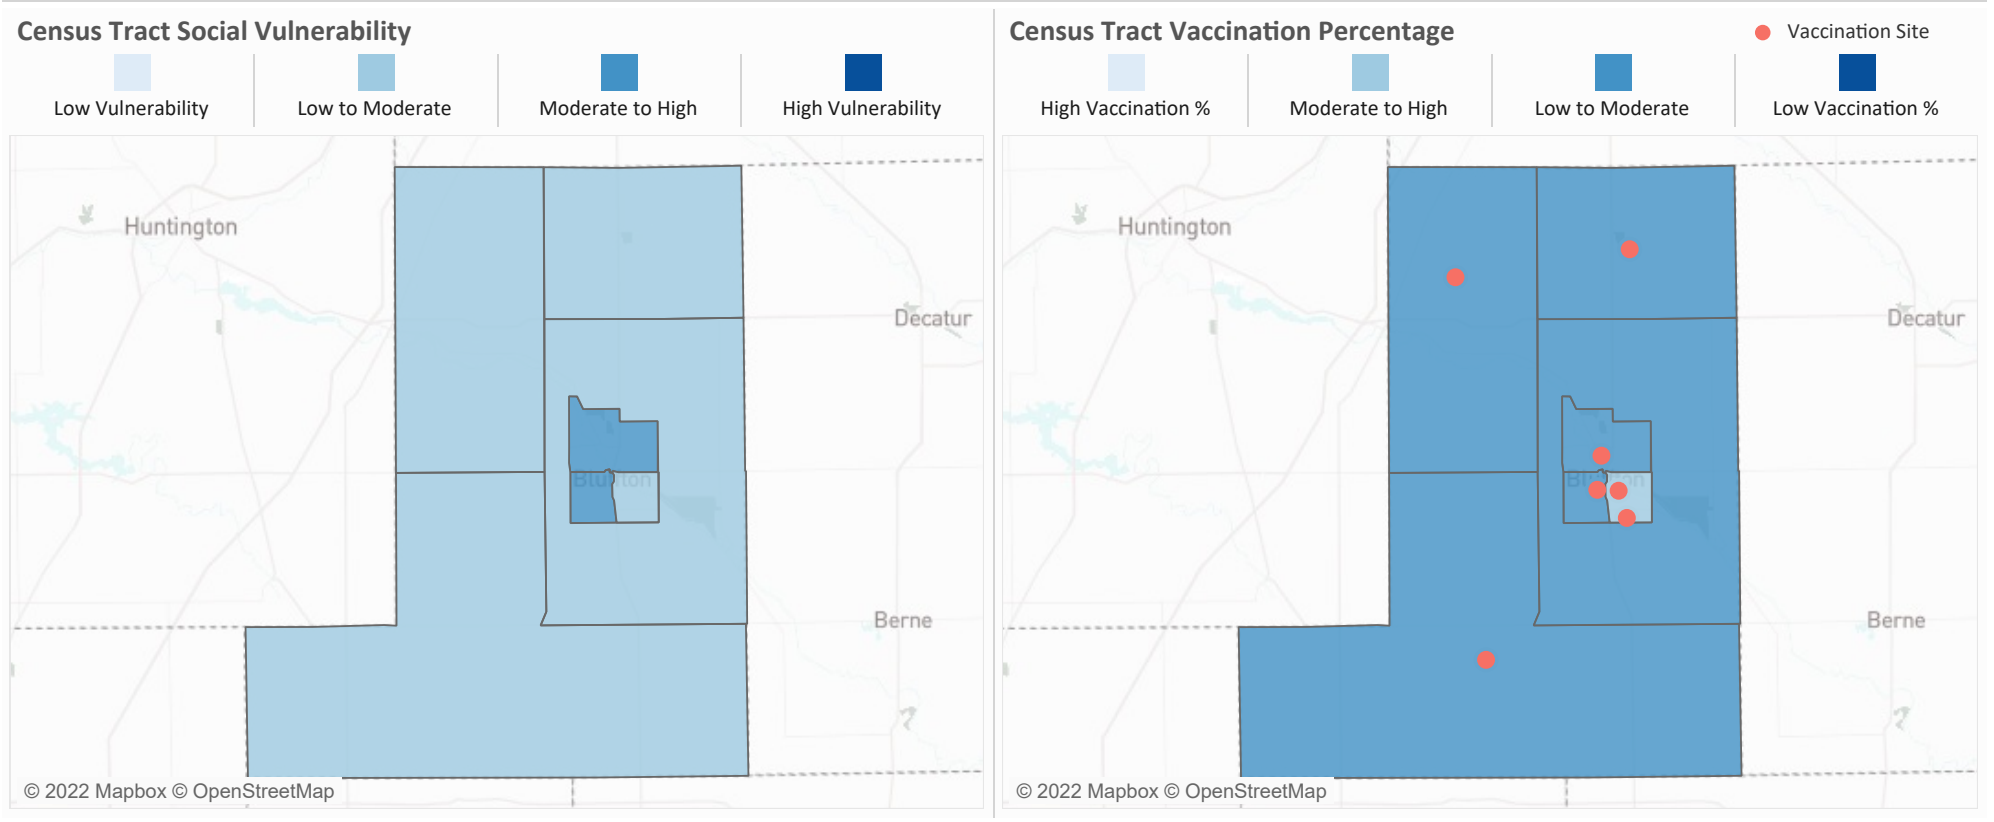 Census Tract Social Vulnerability
Low Vulnerability
Low to Moderate
Moderate to High
High Vulnerability
Huntington
Decatur
Bluffton
Berne
© 2022 Mapbox © OpenStreetMap
Census Tract Vaccination Percentage
Vaccination Site
High Vaccination %
Moderate to High
Low to Moderate
Low Vaccination %
Huntington
Decatur
Berne
© 2022 Mapbox © OpenStreetMap